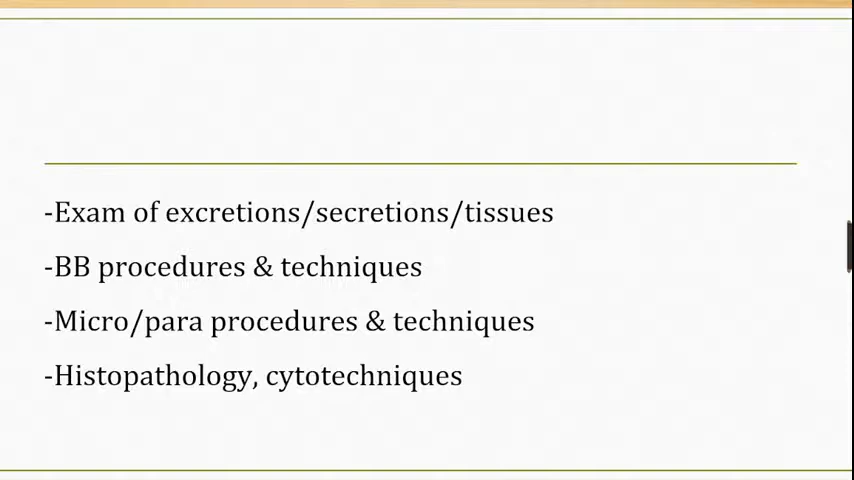 -Exam of excretions/secretions/tissues
-BB procedures & techniques
-Micro/para procedures & techniques
-Histopathology, cytotechniques